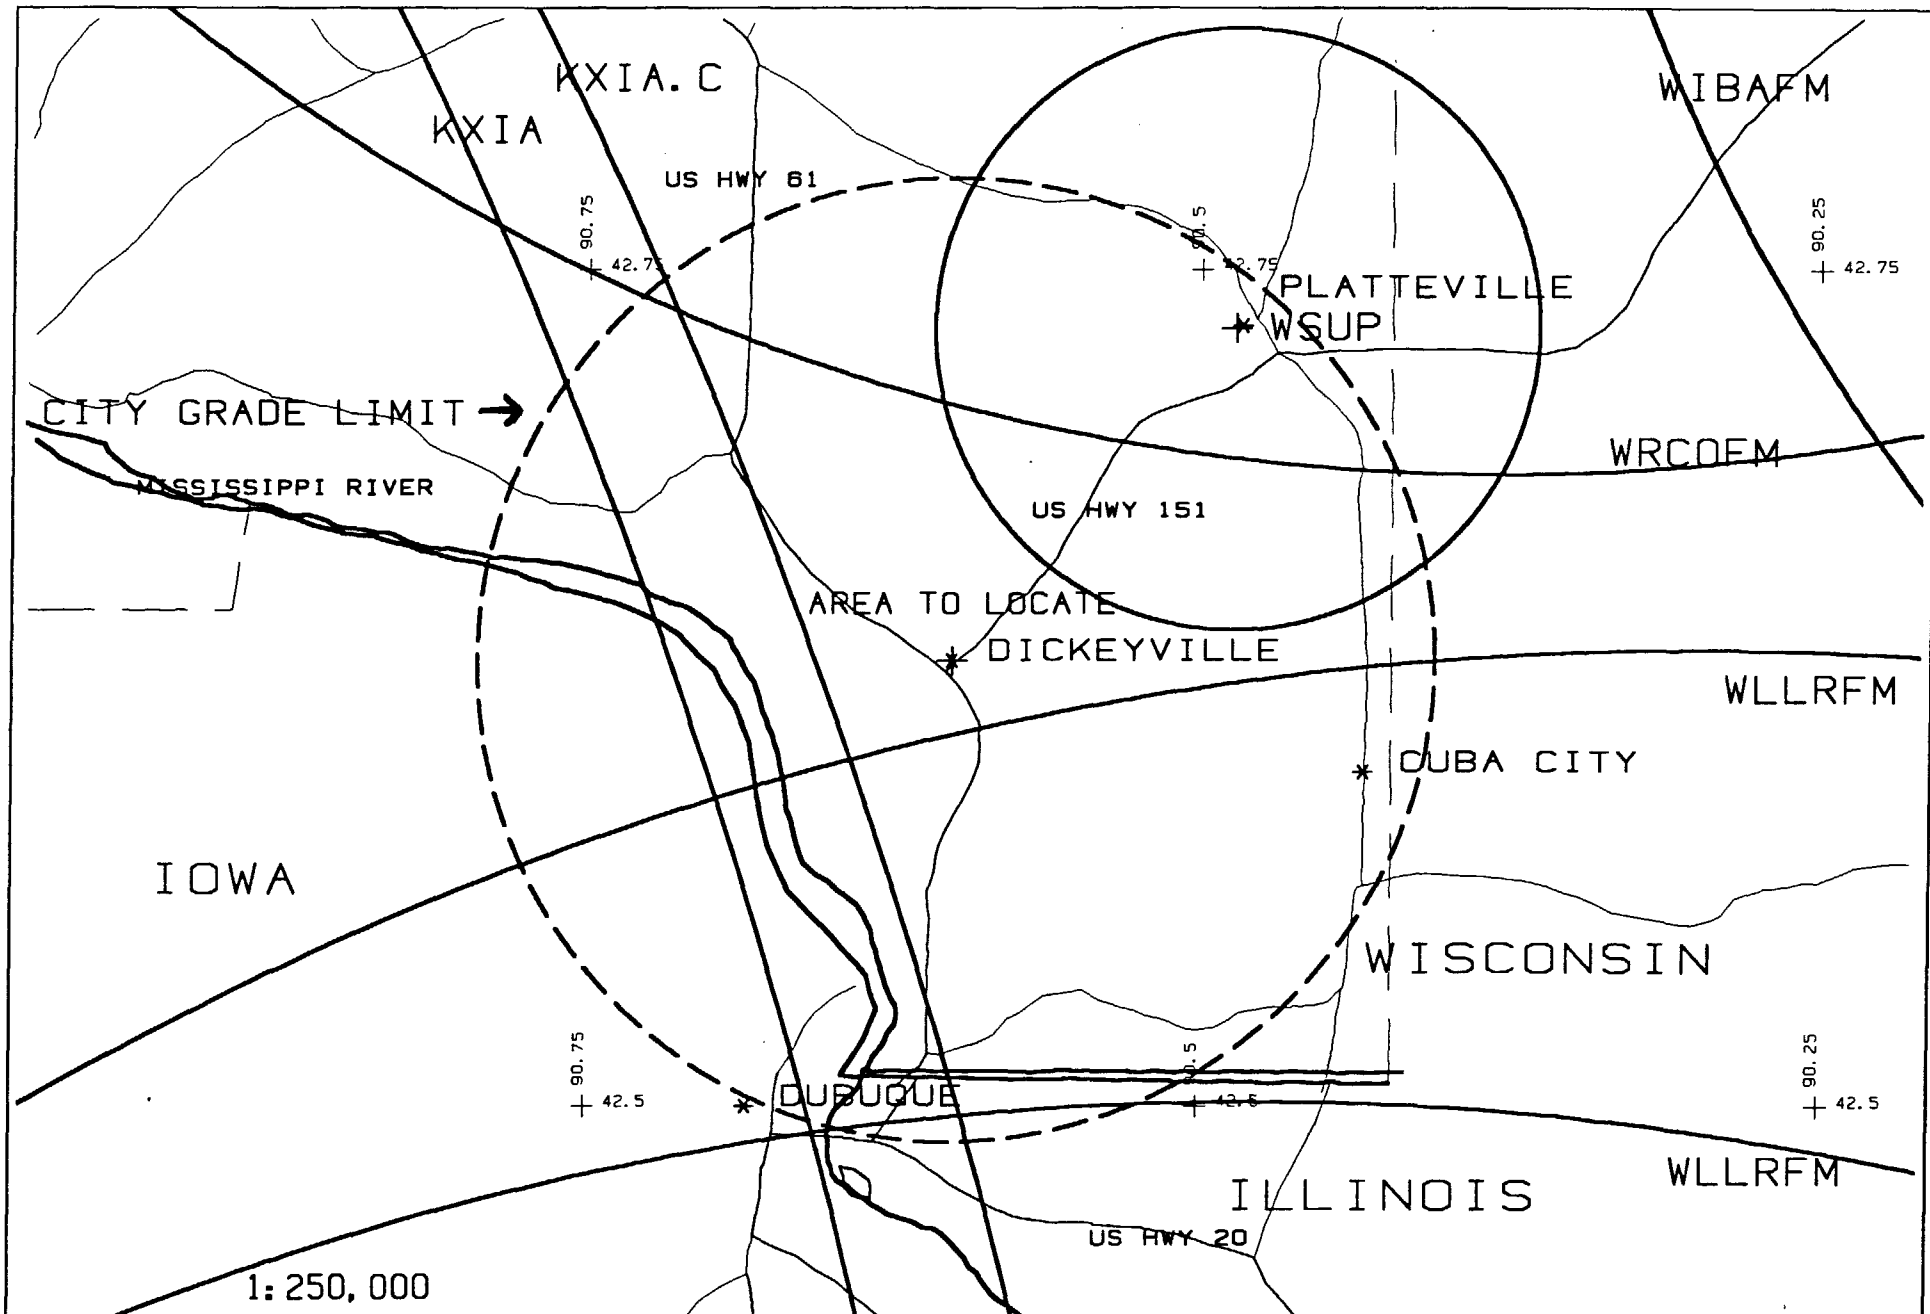 KXIA.C
WIBAFM
KXIA
US HWY 61
90.75
90.5
90.25
42.75
42.75
42.75
PLATTEVILLE
WSUP
CITY GRADE LIMIT
WRCOFM
MISSISSIPPI RIVER
US HWY 151
AREA TO LOCATE
DICKEYVILLE
WLLRFM
CUBA CITY
IOWA
WISCONSIN
90.75
90.5
90.25
DUBUQUE
42.5
42.5
42.5
WLLRFM
ILLINOIS
US HWY 20
1:250,000